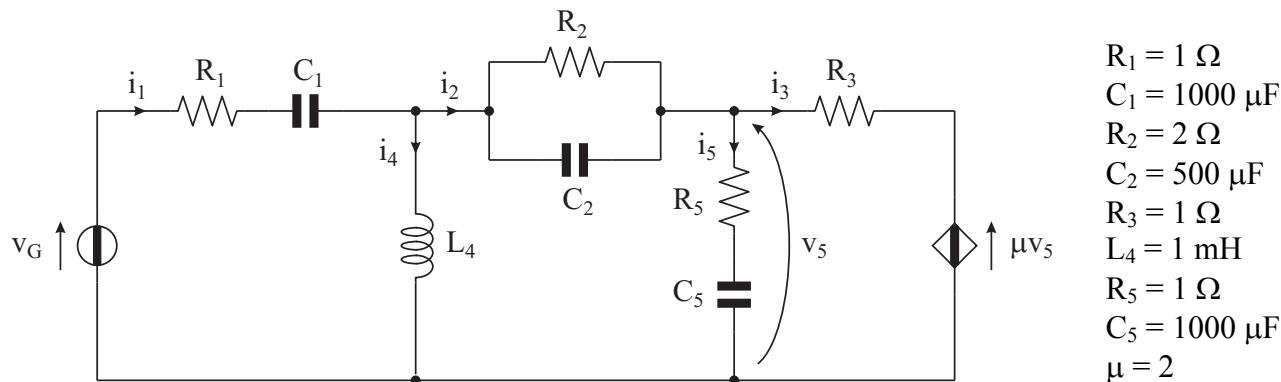 R₂
i₁ R₁ C₁ i₂ i₃ R₃
i₄ C₂ i₅
R₅
v_G L₄ v₅ μv₅
C₅
R₁ = 1 Ω
C₁ = 1000 μF
R₂ = 2 Ω
C₂ = 500 μF
R₃ = 1 Ω
L₄ = 1 mH
R₅ = 1 Ω
C₅ = 1000 μF
μ = 2